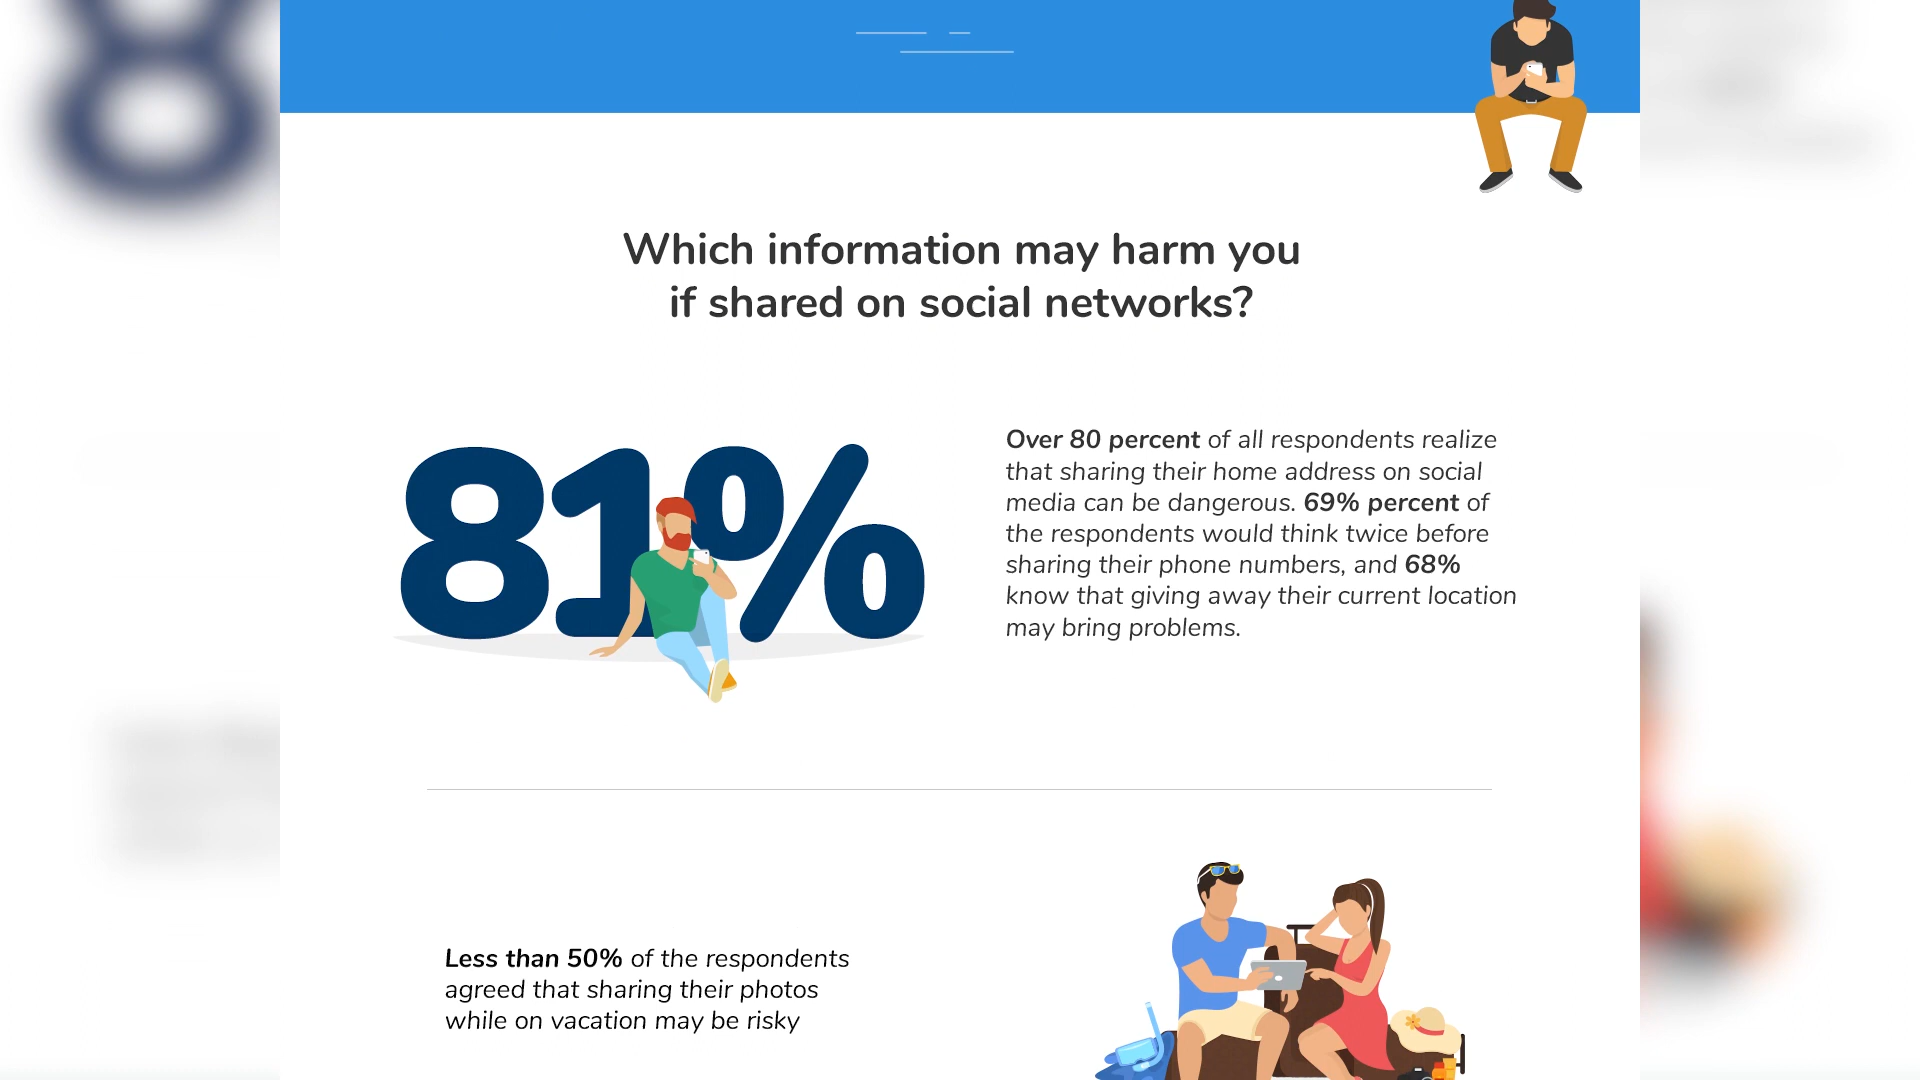 Which information may harm you
if shared on social networks?
81%
Over 80 percent of all respondents realize
that sharing their home address on social
media can be dangerous. 69% percent of
the respondents would think twice before
sharing their phone numbers, and 68%
know that giving away their current location
may bring problems.
Less than 50% of the respondents
agreed that sharing their photos
while on vacation may be risky